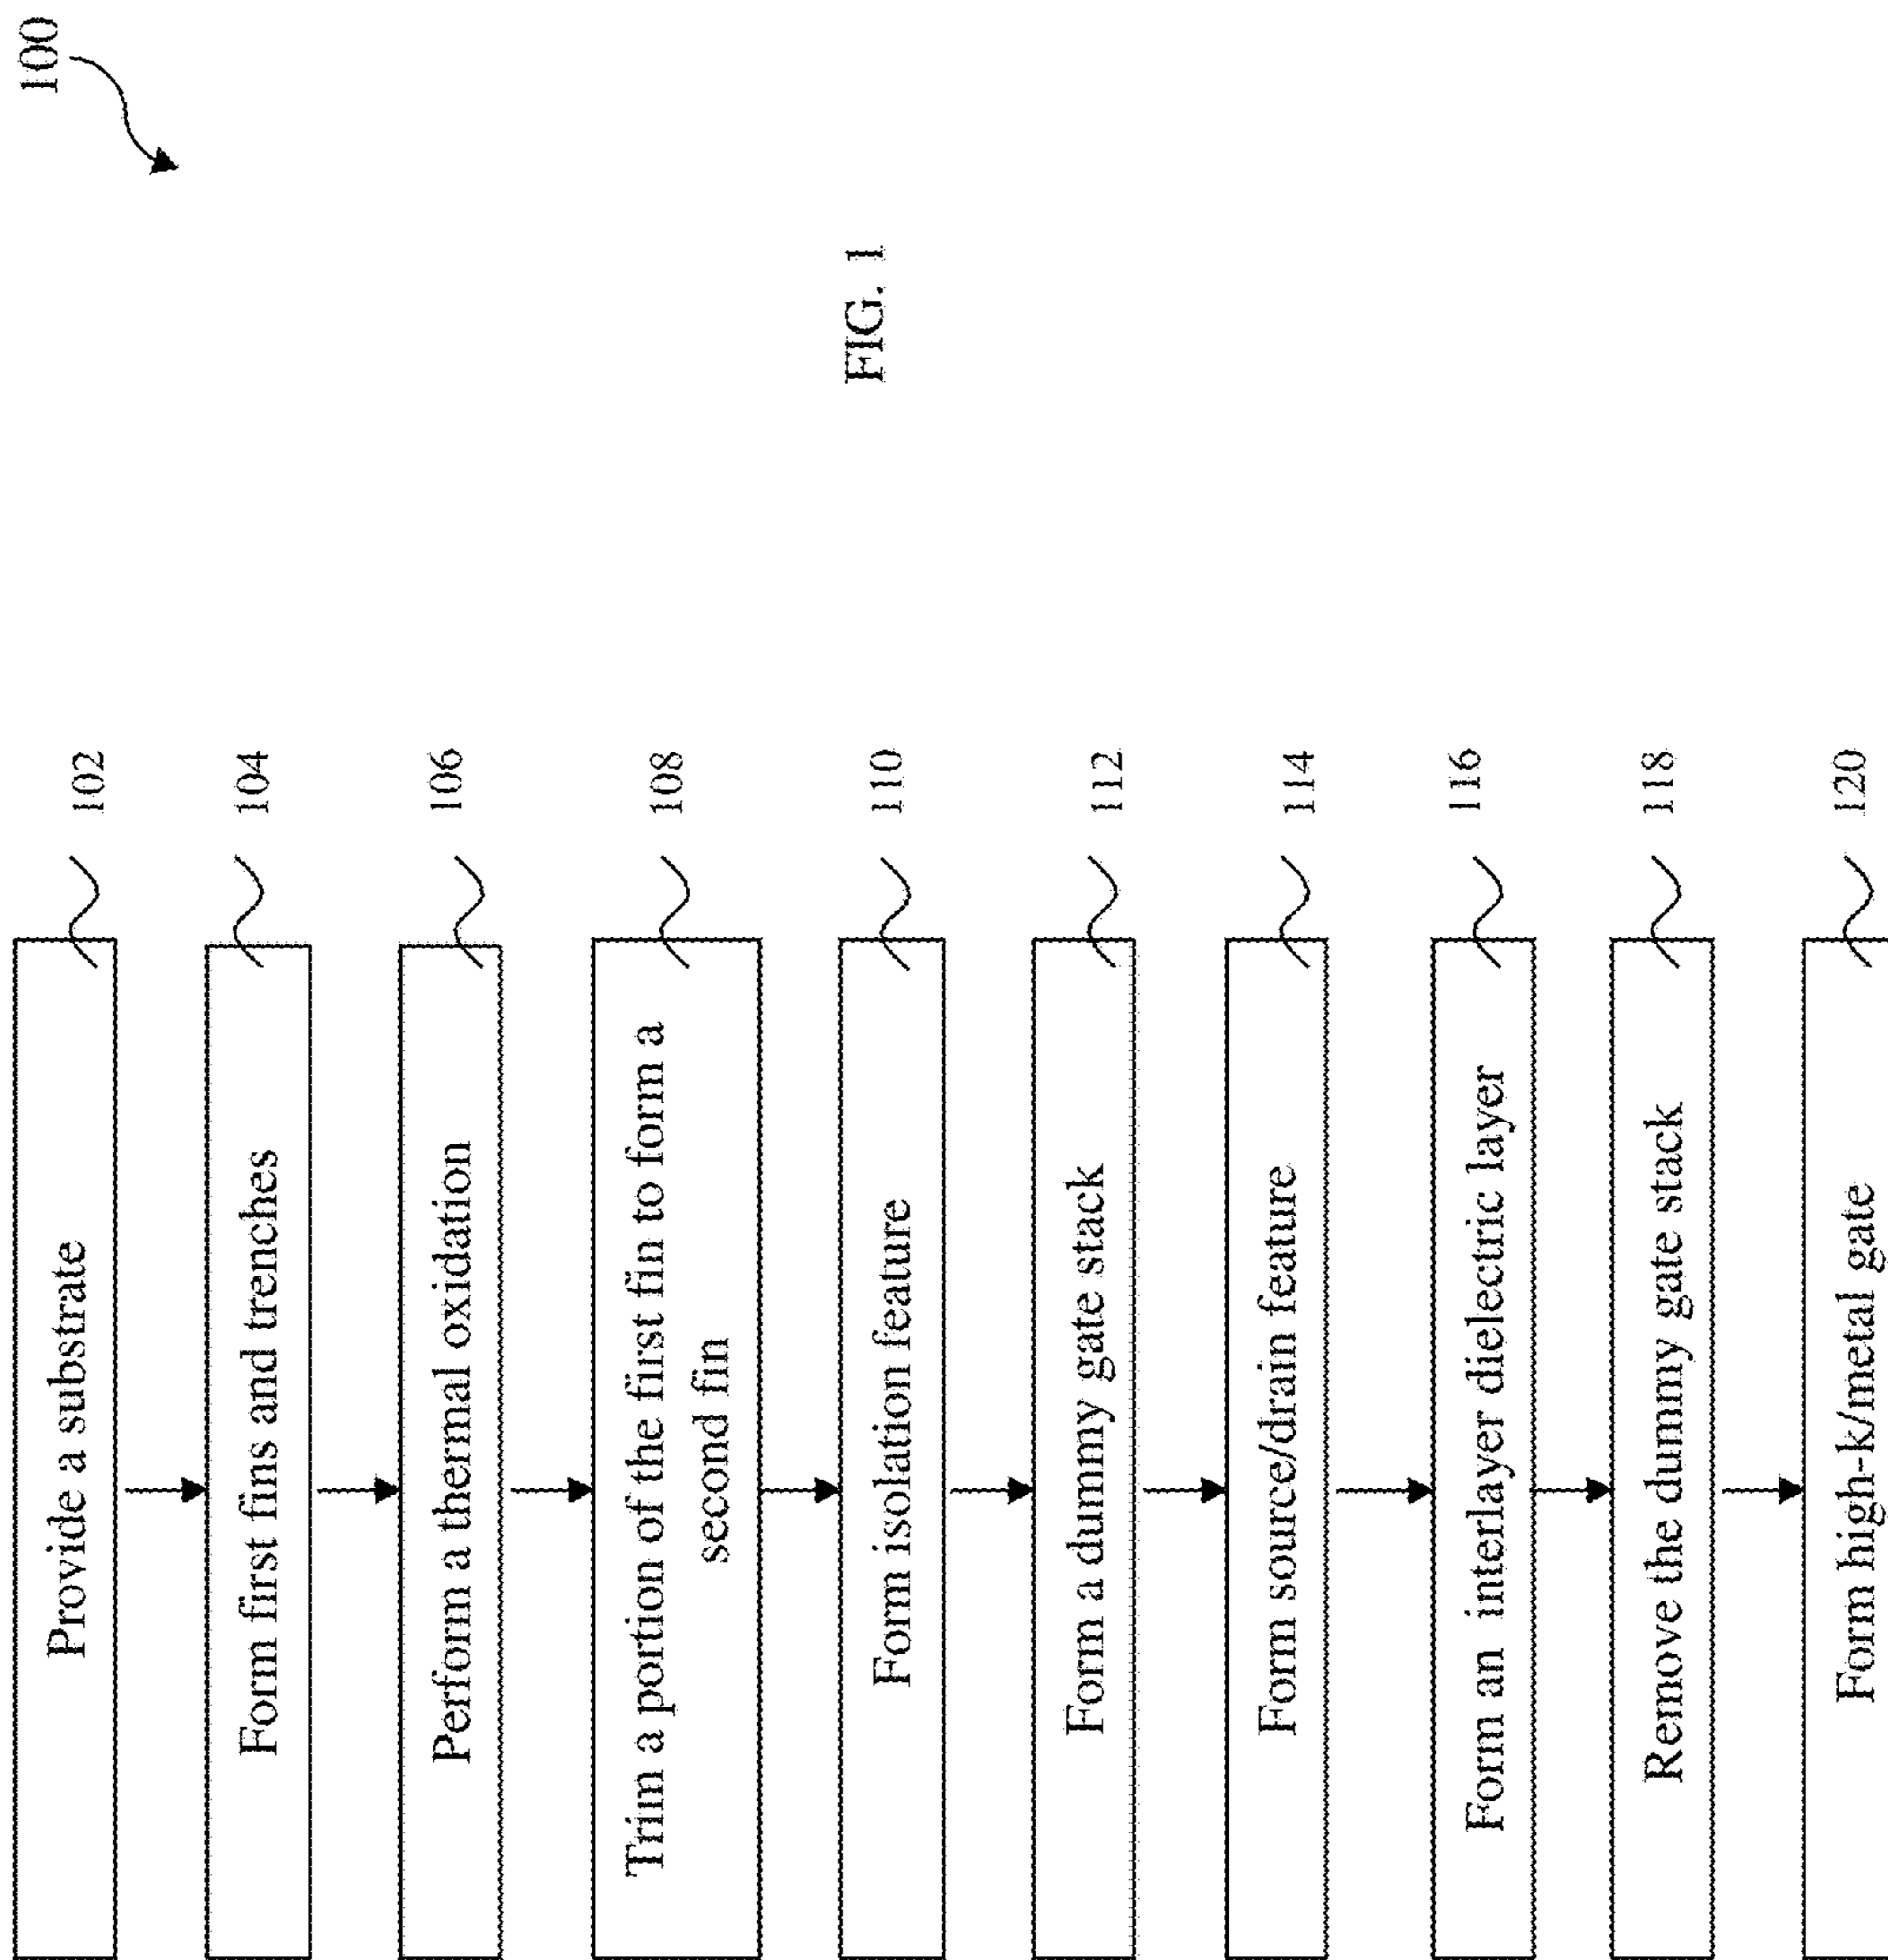 100
Provide a substrate
102
Form first fins and trenches
104
Perform a thermal oxidation
106
Trim a portion of the first fin to form a
second fin
108
Form isolation feature
110
Form a dummy gate stack
112
Form source/drain feature
114
Form an interlayer dielectric layer
116
Remove the dummy gate stack
118
Form high-k/metal gate
120
FIG. 1